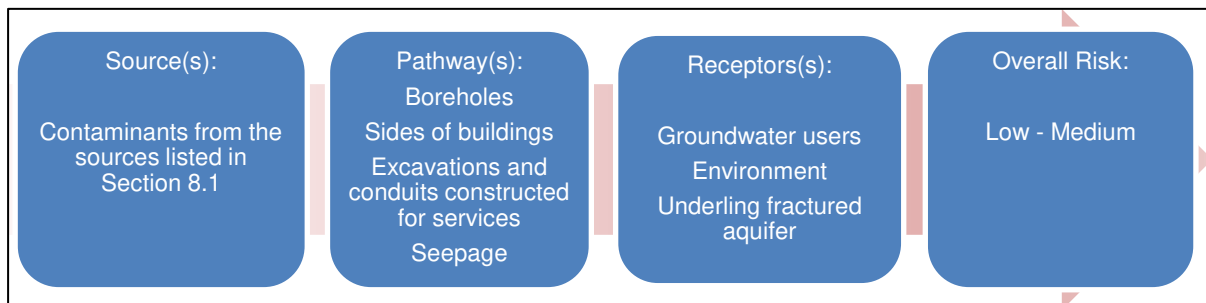 Source(s):
Contaminants from the
sources listed in
Section 8.1
Pathway(s):
Boreholes
Sides of buildings
Excavations and
conduits constructed
for services
Seepage
Receptors(s):
Groundwater users
Environment
Underling fractured
aquifer
Overall Risk:
Low - Medium